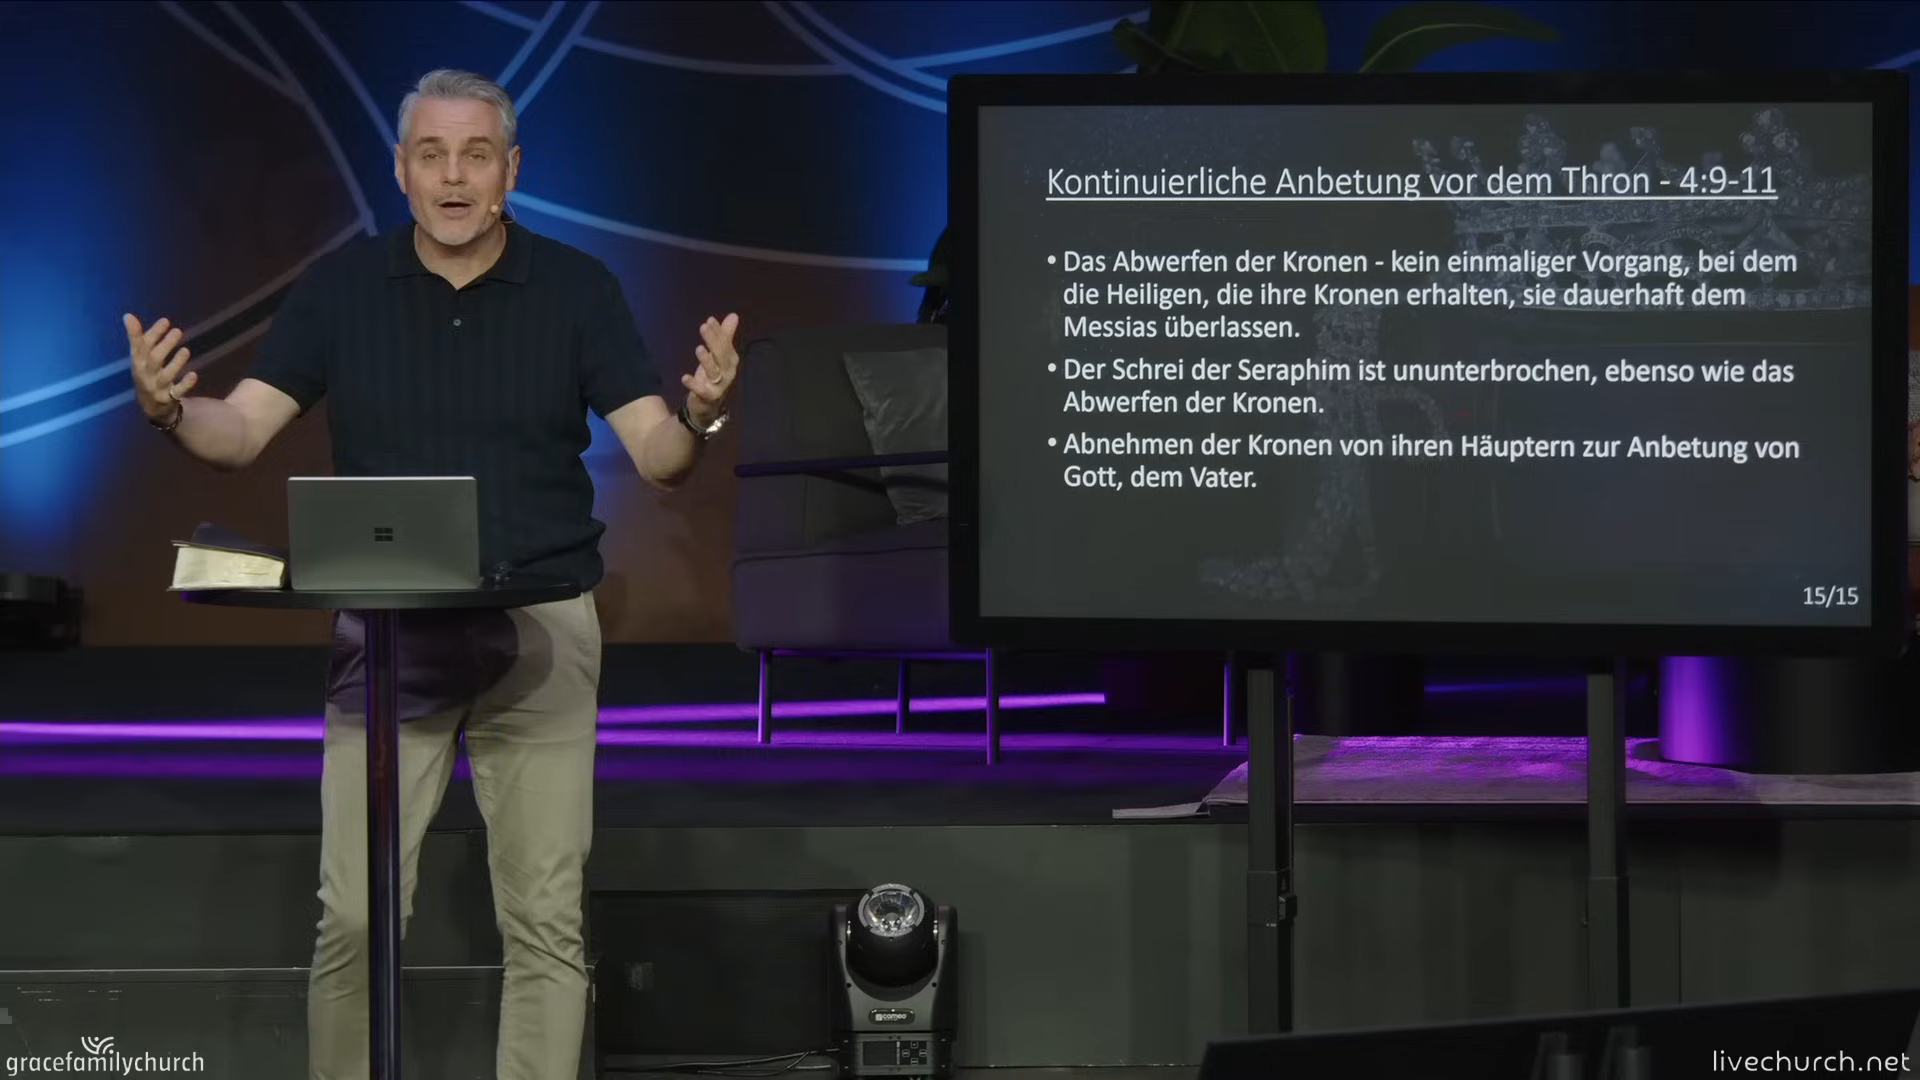 Kontinuierliche Anbetung vor dem Thron - 4:9-11
• Das Abwerfen der Kronen - kein einmaliger Vorgang, bei dem
die Heiligen, die ihre Kronen erhalten, sie dauerhaft dem
Messias überlassen.
• Der Schrei der Seraphim ist ununterbrochen, ebenso wie das
Abwerfen der Kronen.
• Abnehmen der Kronen von ihren Häuptern zur Anbetung von
Gott, dem Vater.
15/15
cameo
gracefamilychurch
livechurch.net